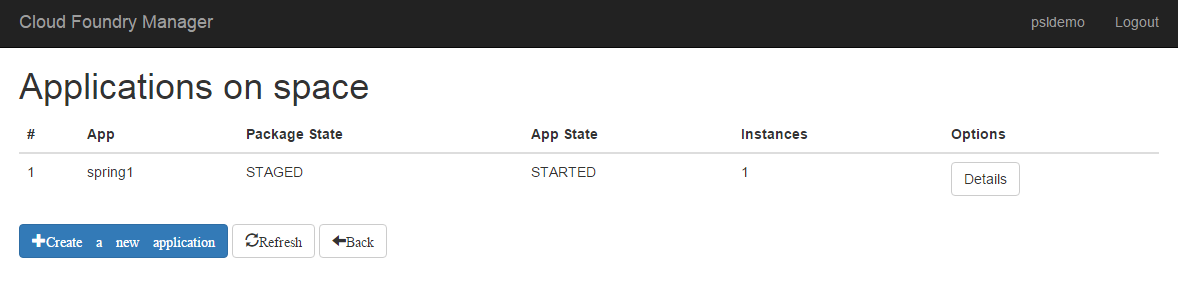 Cloud Foundry Manager psldemo Logout
Applications on space
# App Package State App State Instances Options
1 spring1 STAGED STARTED 1 Details
Create a new application Refresh Back